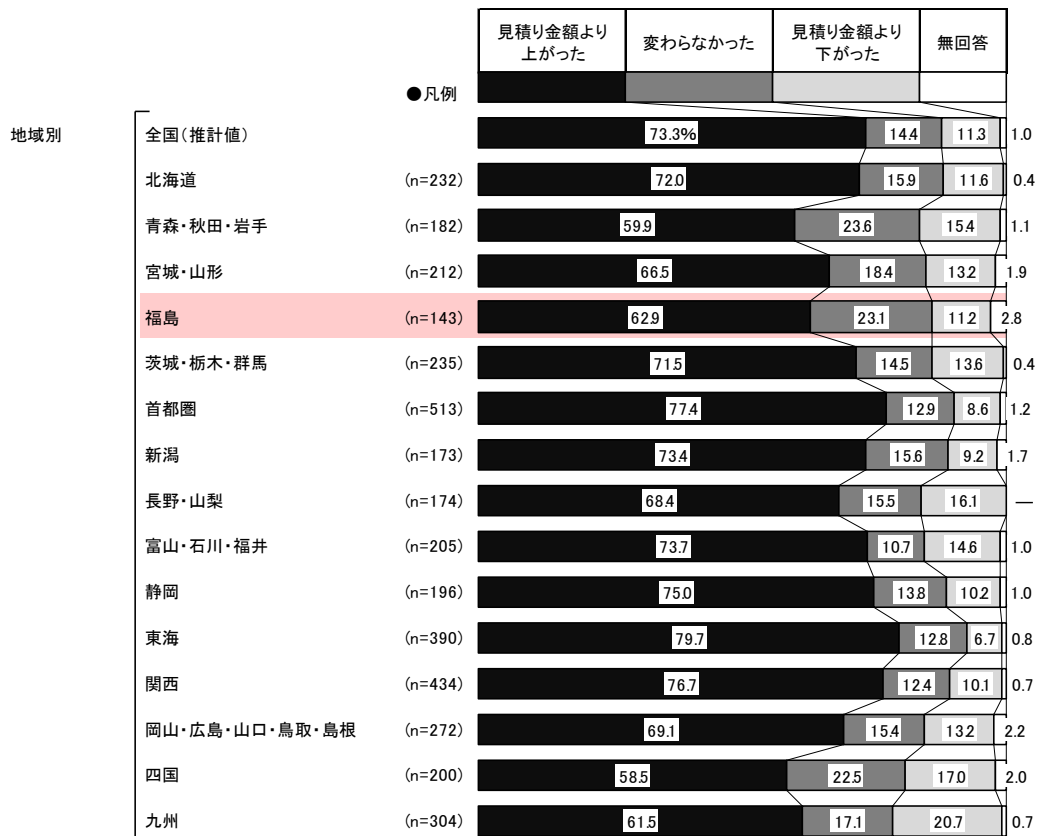 見積り金額より
上がった
変わらなかった
見積り金額より
下がった
無回答
●凡例
地域別
全国(推計値) 73.3% 14.4 11.3 1.0
北海道 (n=232) 72.0 15.9 11.6 0.4
青森・秋田・岩手 (n=182) 59.9 23.6 15.4 1.1
宮城・山形 (n=212) 66.5 18.4 13.2 1.9
福島 (n=143) 62.9 23.1 11.2 2.8
茨城・栃木・群馬 (n=235) 71.5 14.5 13.6 0.4
首都圏 (n=513) 77.4 12.9 8.6 1.2
新潟 (n=173) 73.4 15.6 9.2 1.7
長野・山梨 (n=174) 68.4 15.5 16.1 ―
富山・石川・福井 (n=205) 73.7 10.7 14.6 1.0
静岡 (n=196) 75.0 13.8 10.2 1.0
東海 (n=390) 79.7 12.8 6.7 0.8
関西 (n=434) 76.7 12.4 10.1 0.7
岡山・広島・山口・鳥取・島根 (n=272) 69.1 15.4 13.2 2.2
四国 (n=200) 58.5 22.5 17.0 2.0
九州 (n=304) 61.5 17.1 20.7 0.7